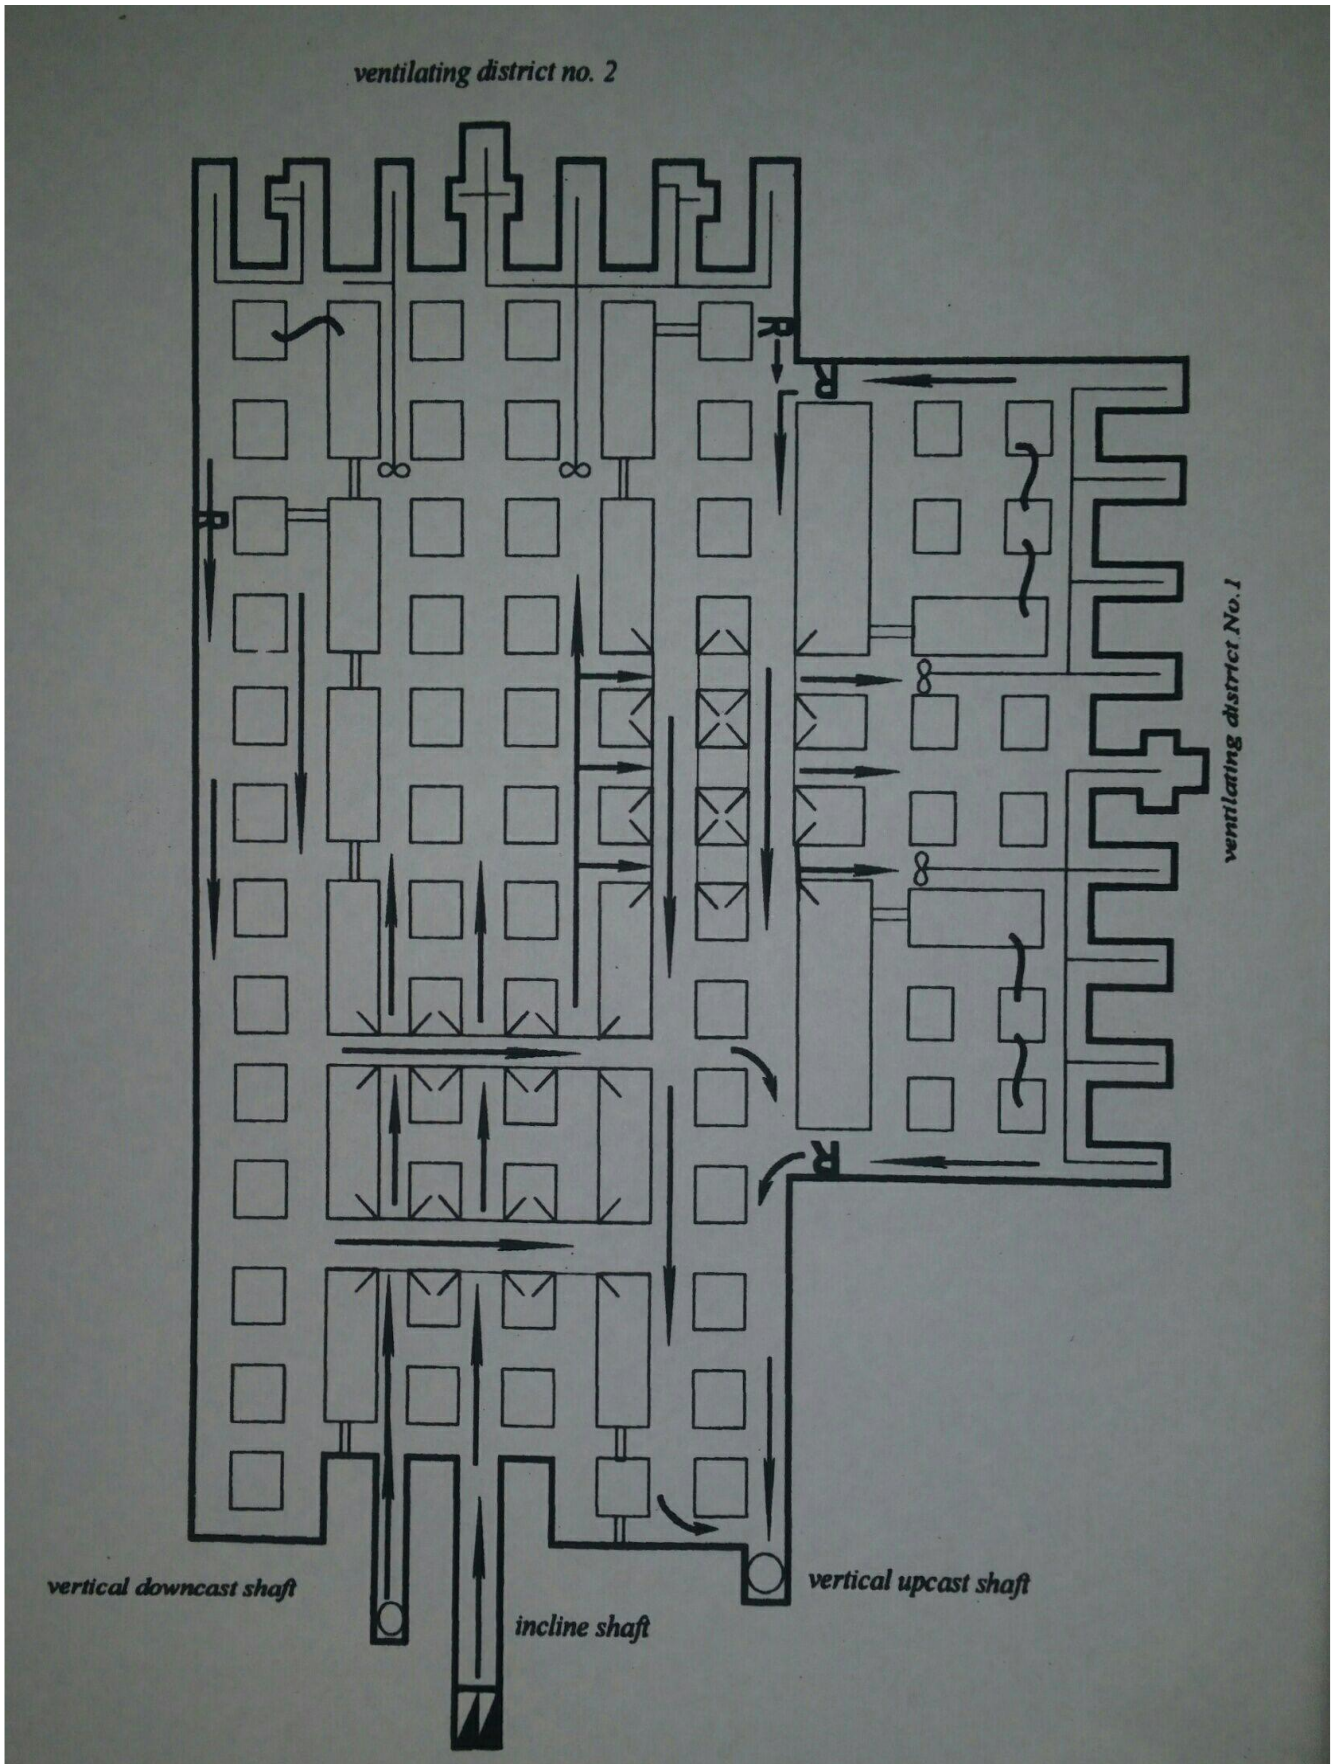 ventilating district no. 2
R
R
R
ventilating district No.1
R
vertical downcast shaft
incline shaft
vertical upcast shaft